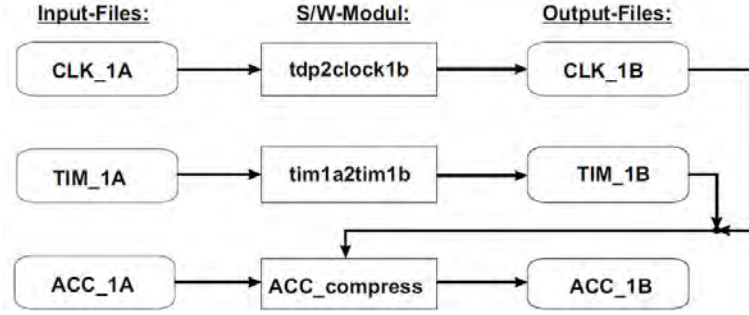 Input-Files: S/W-Modul: Output-Files:
CLK_1A tdp2clock1b CLK_1B
TIM_1A tim1a2tim1b TIM_1B
ACC_1A ACC_compress ACC_1B